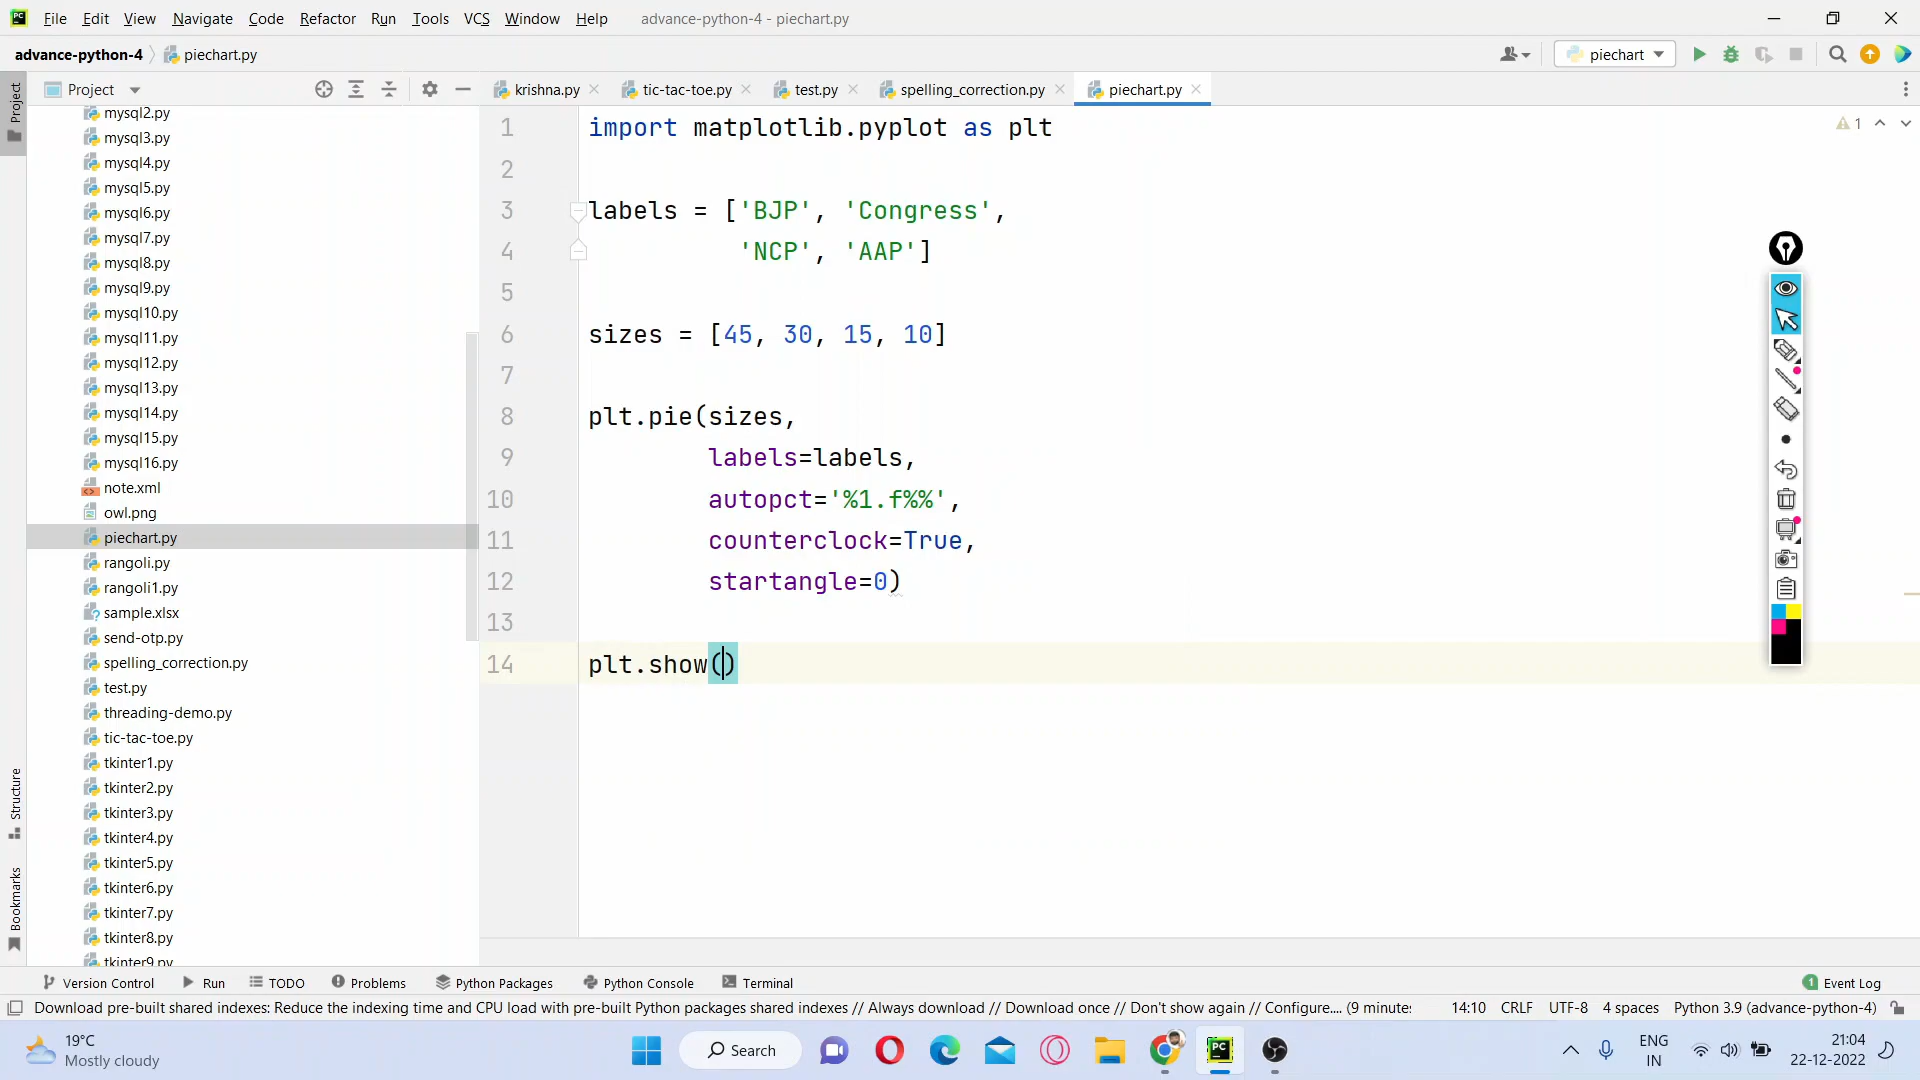 File Edit View Navigate Code Refactor Run Tools VCS Window Help advance-python-4 - piechart.py
advance-python-4 piechart.py piechart
Project krishna.py tic-tac-toe.py test.py spelling_correction.py piechart.py
Project
mysql2.py
mysql3.py
mysql4.py
mysql5.py
mysql6.py
mysql7.py
mysql8.py
mysql9.py
mysql10.py
mysql11.py
mysql12.py
mysql13.py
mysql14.py
mysql15.py
mysql16.py
note.xml
owl.png
piechart.py
rangoli.py
rangoli1.py
sample.xlsx
send-otp.py
spelling_correction.py
test.py
threading-demo.py
tic-tac-toe.py
tkinter1.py
tkinter2.py
tkinter3.py
tkinter4.py
tkinter5.py
tkinter6.py
tkinter7.py
tkinter8.py
tkinter9.py
Structure
Bookmarks
1 import matplotlib.pyplot as plt
2
3 labels = ['BJP', 'Congress',
4 'NCP', 'AAP']
5
6 sizes = [45, 30, 15, 10]
7
8 plt.pie(sizes,
9 labels=labels,
10 autopct='%1.f%%',
11 counterclock=True,
12 startangle=0)
13
14 plt.show()
1
Version Control Run TODO Problems Python Packages Python Console Terminal 1 Event Log
Download pre-built shared indexes: Reduce the indexing time and CPU load with pre-built Python packages shared indexes // Always download // Download once // Don't show again // Configure.... (9 minutes 14:10 CRLF UTF-8 4 spaces Python 3.9 (advance-python-4)
19°C
Mostly cloudy
Search
PC
ENG
IN
21:04
22-12-2022